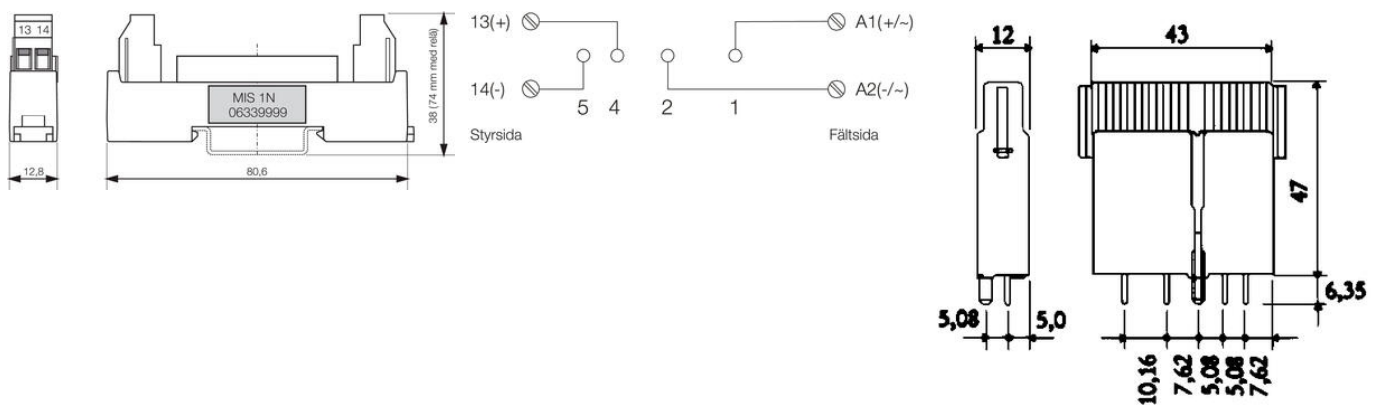 13 14
MIS 1N
06339999
38 (74 mm med relä)
12,8
80,6
13(+)
A1(+/~)
14(-)
A2(-/~)
5 4 2 1
Styrsida
Fältsida
12
43
47
6,35
5,08
5,0
10,16
7,62
5,08
5,08
7,62